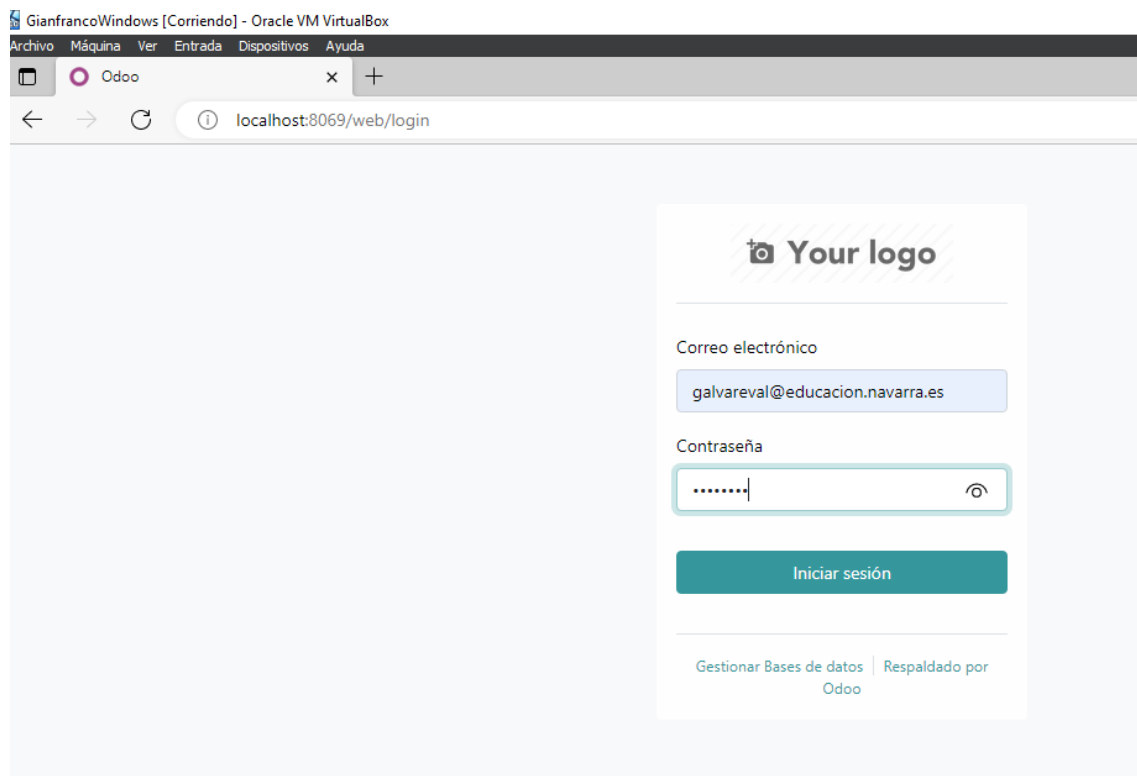 GianfrancoWindows [Corriendo] - Oracle VM VirtualBox
Archivo Máquina Ver Entrada Dispositivos Ayuda
Odoo
localhost:8069/web/login
Your logo
Correo electrónico
galvareval@educacion.navarra.es
Contraseña
••••••••
Iniciar sesión
Gestionar Bases de datos Respaldado por
Odoo